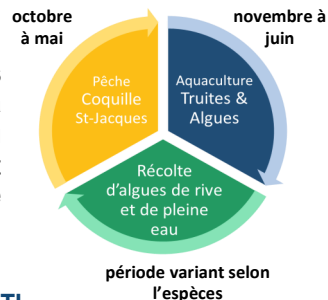 octobre
à mai
novembre à
juin
Pêche
Coquille
St-Jacques
Aquaculture
Truites &
Algues
Récolte
d'algues de rive
et de pleine
eau
période variant selon
l'espèces